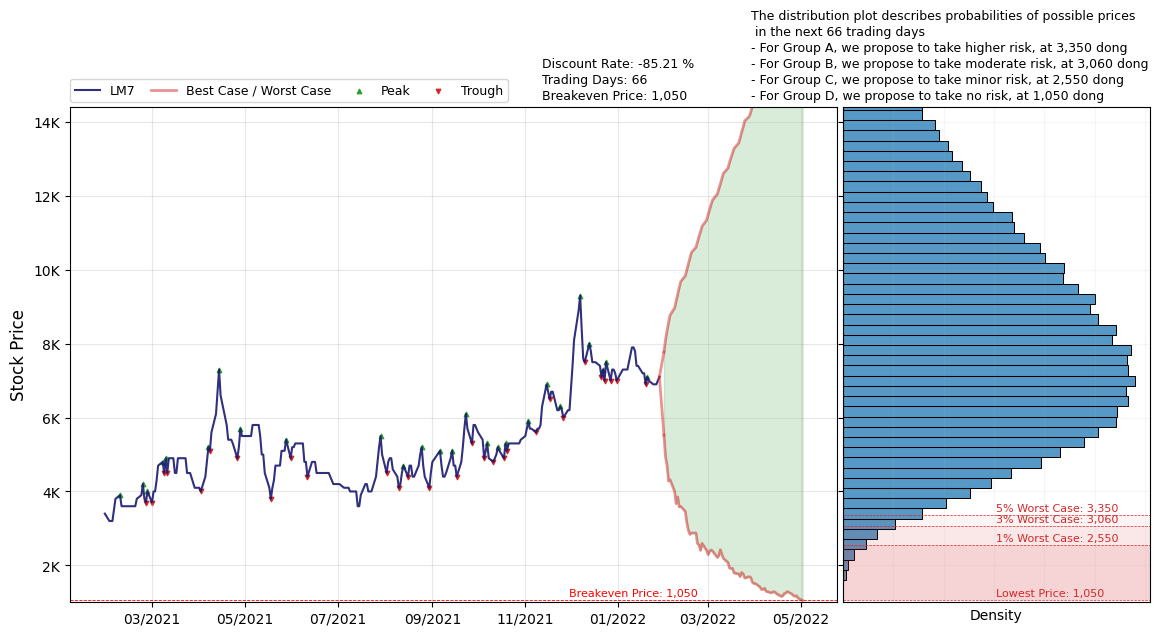 The distribution plot describes probabilities of possible prices
in the next 66 trading days
- For Group A, we propose to take higher risk, at 3,350 dong
- For Group B, we propose to take moderate risk, at 3,060 dong
- For Group C, we propose to take minor risk, at 2,550 dong
- For Group D, we propose to take no risk, at 1,050 dong
Discount Rate: -85.21 %
Trading Days: 66
Breakeven Price: 1,050
LM7
Best Case / Worst Case
Peak
Trough
Stock Price
14K
12K
10K
8K
6K
4K
2K
5% Worst Case: 3,350
3% Worst Case: 3,060
1% Worst Case: 2,550
Lowest Price: 1,050
Breakeven Price: 1,050
03/2021
05/2021
07/2021
09/2021
11/2021
01/2022
03/2022
05/2022
Density